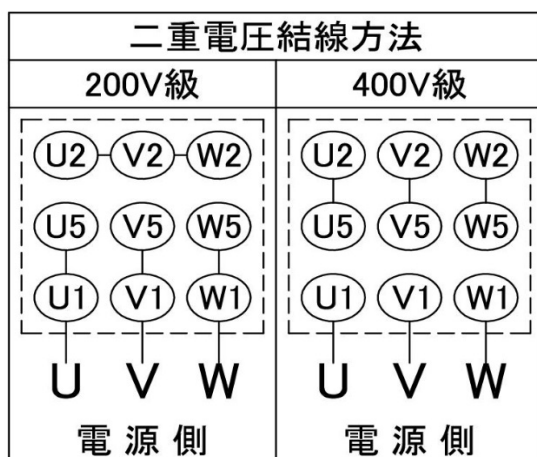 二重電圧結線方法
200V級 400V級
U2 V2 W2 U2 V2 W2
U5 V5 W5 U5 V5 W5
U1 V1 W1 U1 V1 W1
U V W U V W
電源側 電源側